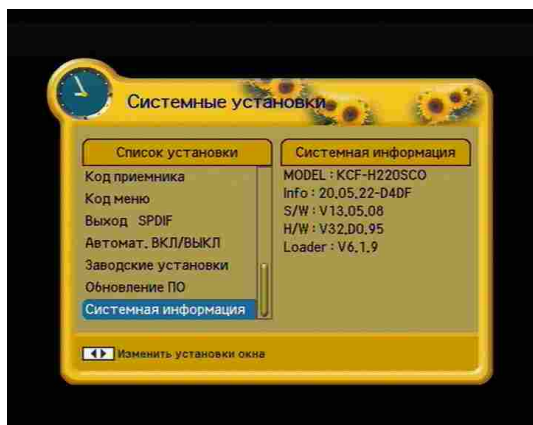 Системные установки
Список установки
Код приемника
Код меню
Выход SPDIF
Автомат. ВКЛ/ВЫКЛ
Заводские установки
Обновление ПО
Системная информация
Системная информация
MODEL : KCF-H220SCO
Info : 20.05.22-D4DF
S/W : V13.05.08
H/W : V32.D0.95
Loader : V6.1.9
Изменить установки окна